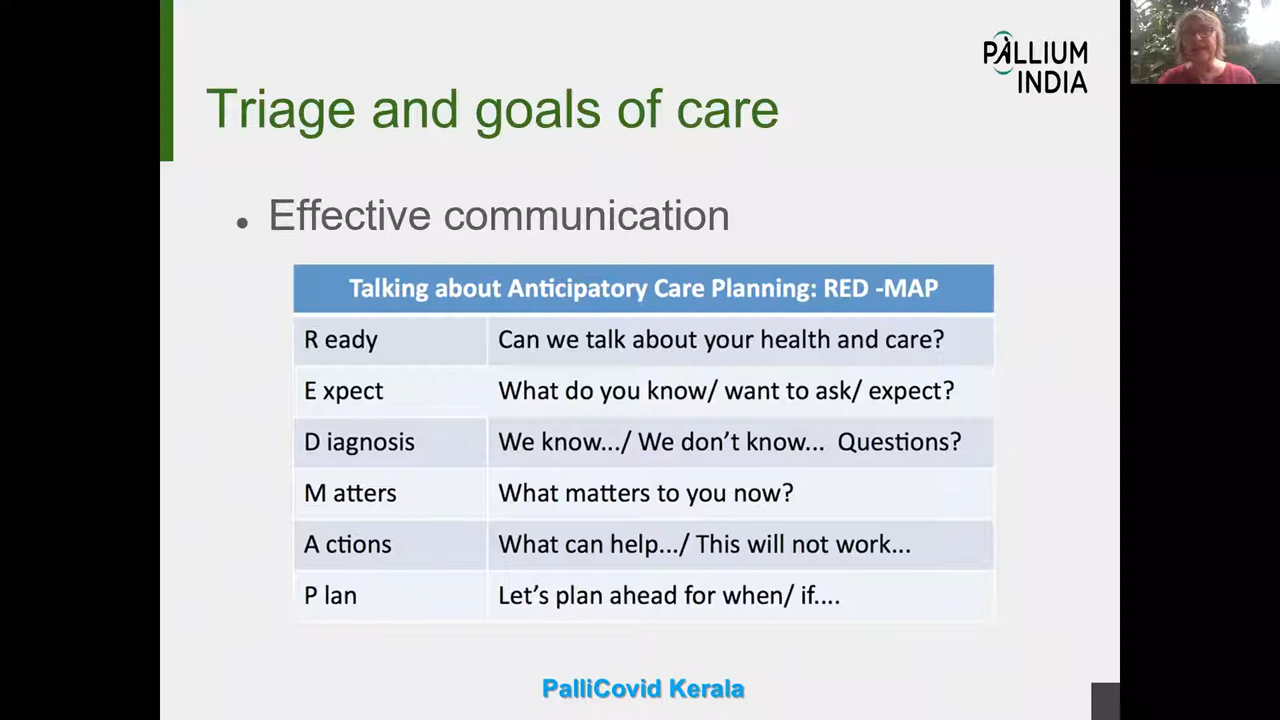 PALLIUM
INDIA
Triage and goals of care
• Effective communication
Talking about Anticipatory Care Planning: RED -MAP
R eady Can we talk about your health and care?
E xpect What do you know/ want to ask/ expect?
D iagnosis We know.../ We don't know... Questions?
M atters What matters to you now?
A ctions What can help.../ This will not work...
P lan Let's plan ahead for when/ if....
PalliCovid Kerala